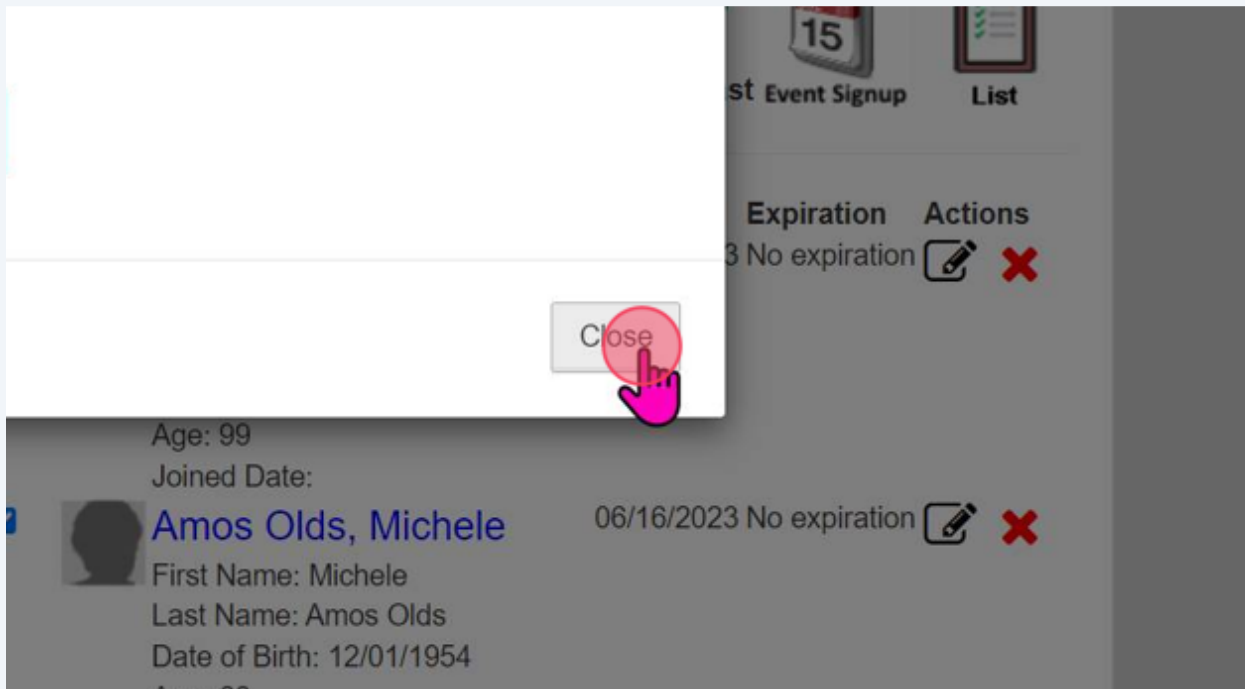 15
st Event Signup List
Expiration Actions
3 No expiration
Close
Age: 99
Joined Date:
Amos Olds, Michele 06/16/2023 No expiration
First Name: Michele
Last Name: Amos Olds
Date of Birth: 12/01/1954